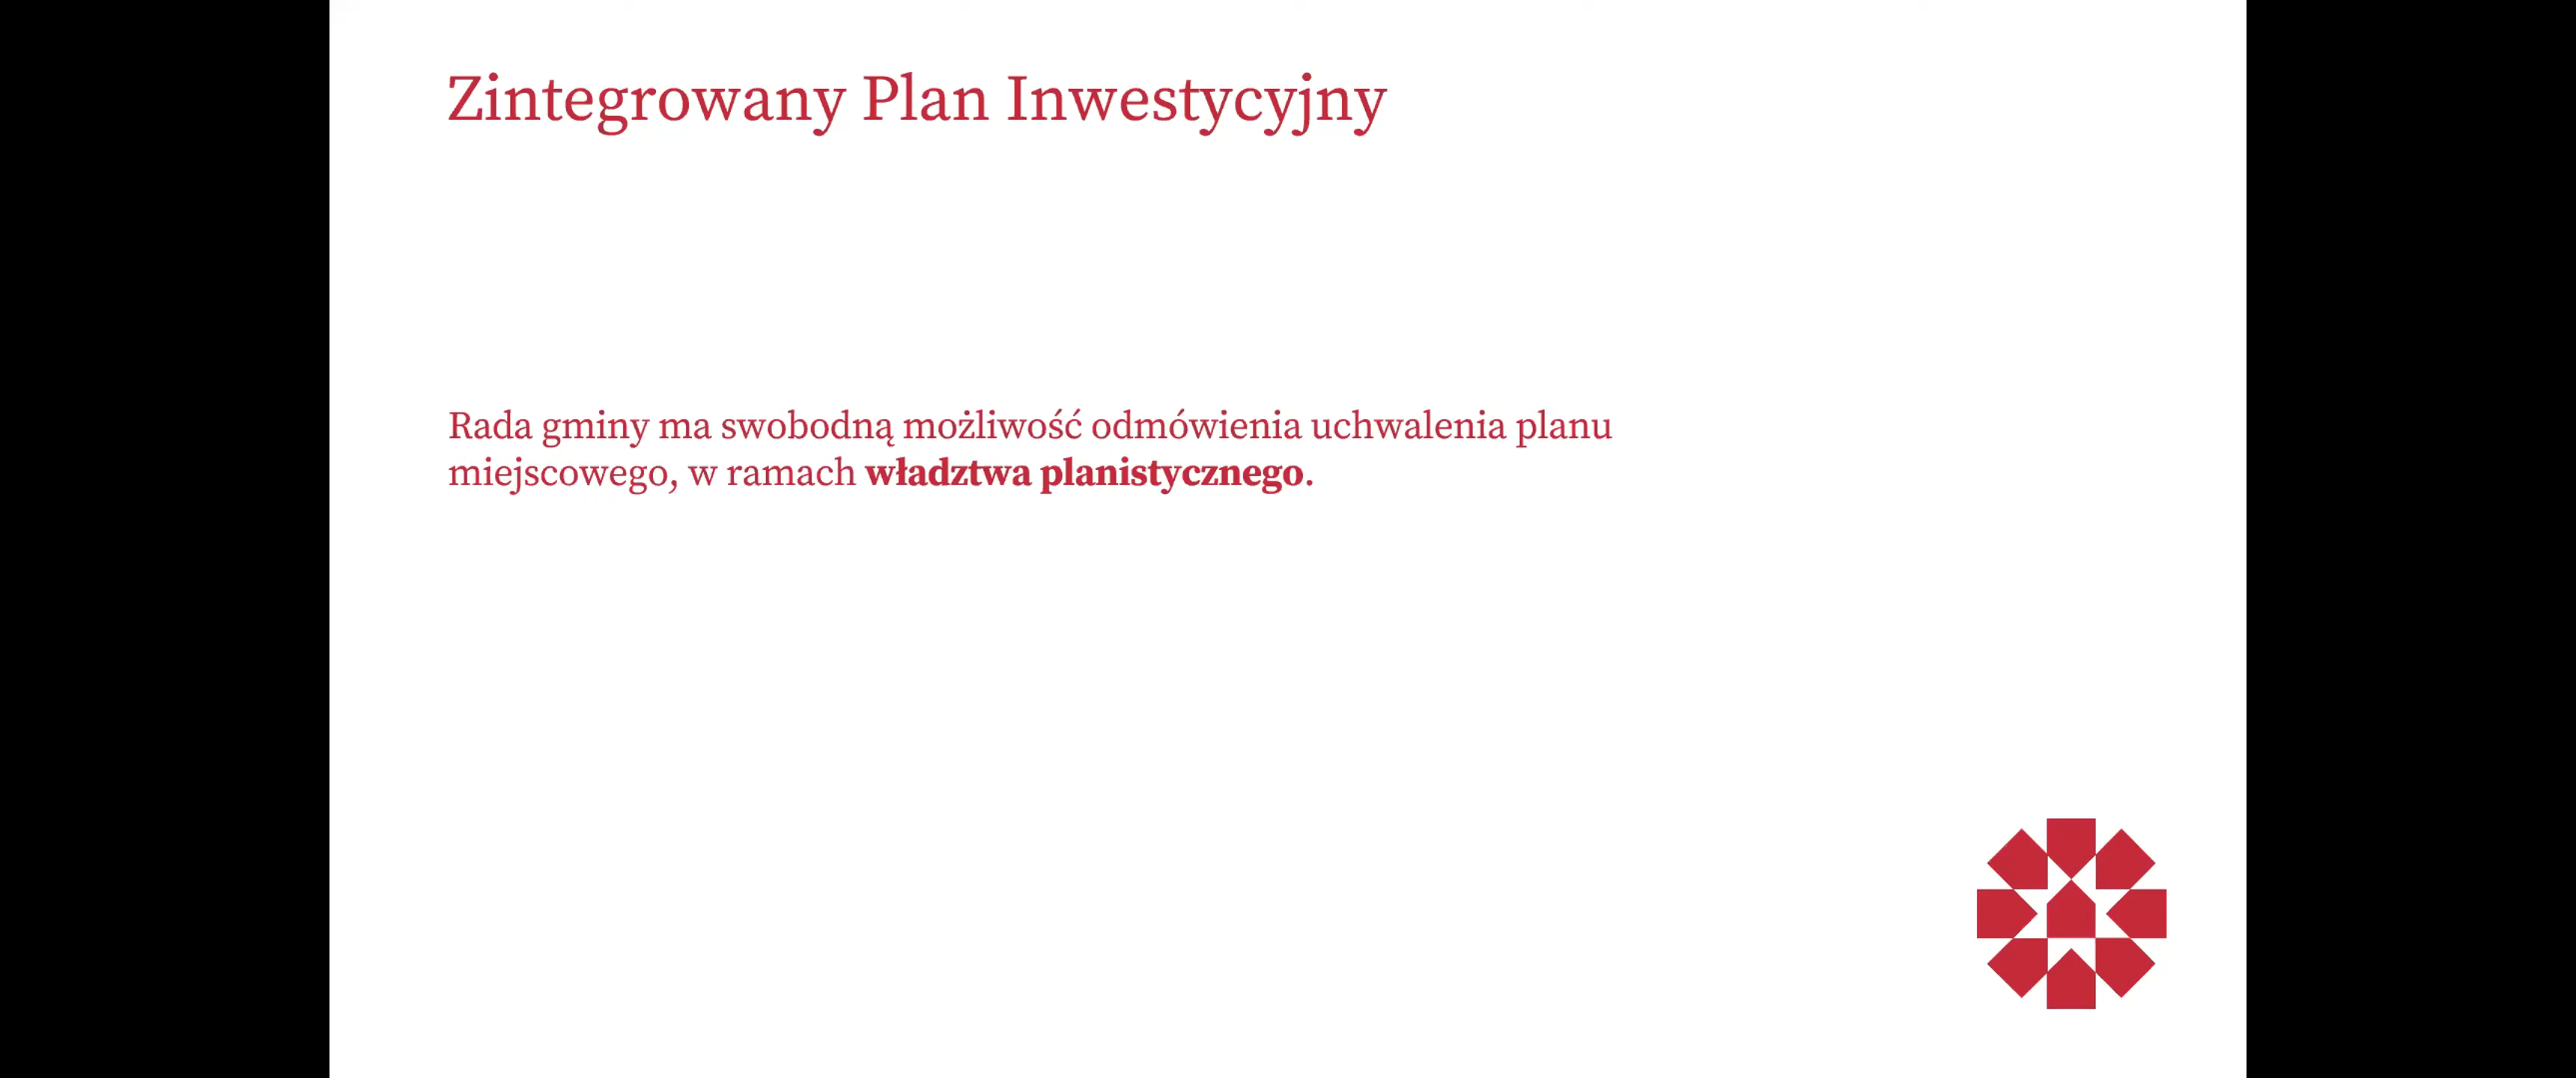 Zintegrowany Plan Inwestycyjny
Rada gminy ma swobodną możliwość odmówienia uchwalenia planu
miejscowego, w ramach władztwa planistycznego.